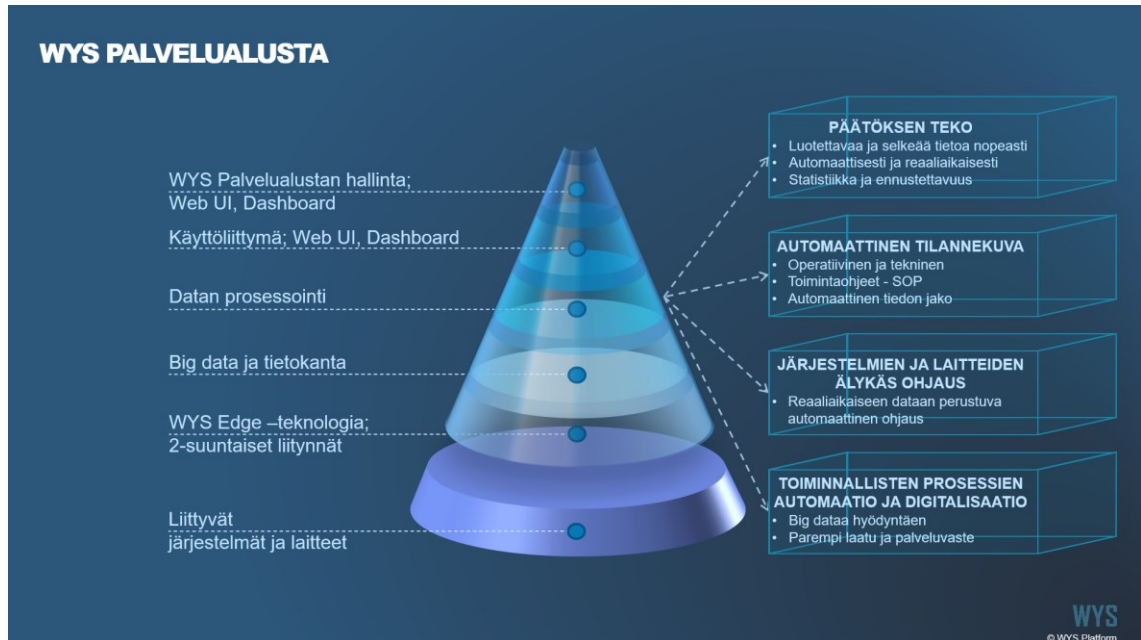 WYS PALVELUALUSTA
WYS Palvelualustan hallinta;
Web UI, Dashboard
Käyttöliittymä; Web UI, Dashboard
Datan prosessointi
Big data ja tietokanta
WYS Edge –teknologia;
2-suuntaiset liitynnät
Liittyvät
järjestelmät ja laitteet
PÄÄTÖKSEN TEKO
• Luotettavaa ja selkeää tietoa nopeasti
• Automaattisesti ja reaaliaikaisesti
• Statistiikka ja ennustettavuus
AUTOMAATTINEN TILANNEKUVA
• Operatiivinen ja tekninen
• Toimintaohjeet - SOP
• Automaattinen tiedon jako
JÄRJESTELMIEN JA LAITTEIDEN
ÄLYKÄS OHJAUS
• Reaaliaikaiseen dataan perustuva
automaattinen ohjaus
TOIMINNALLISTEN PROSESSIEN
AUTOMAATIO JA DIGITALISAATIO
• Big dataa hyödyntäen
• Parempi laatu ja palveluvaste
WYS
© WYS Platform